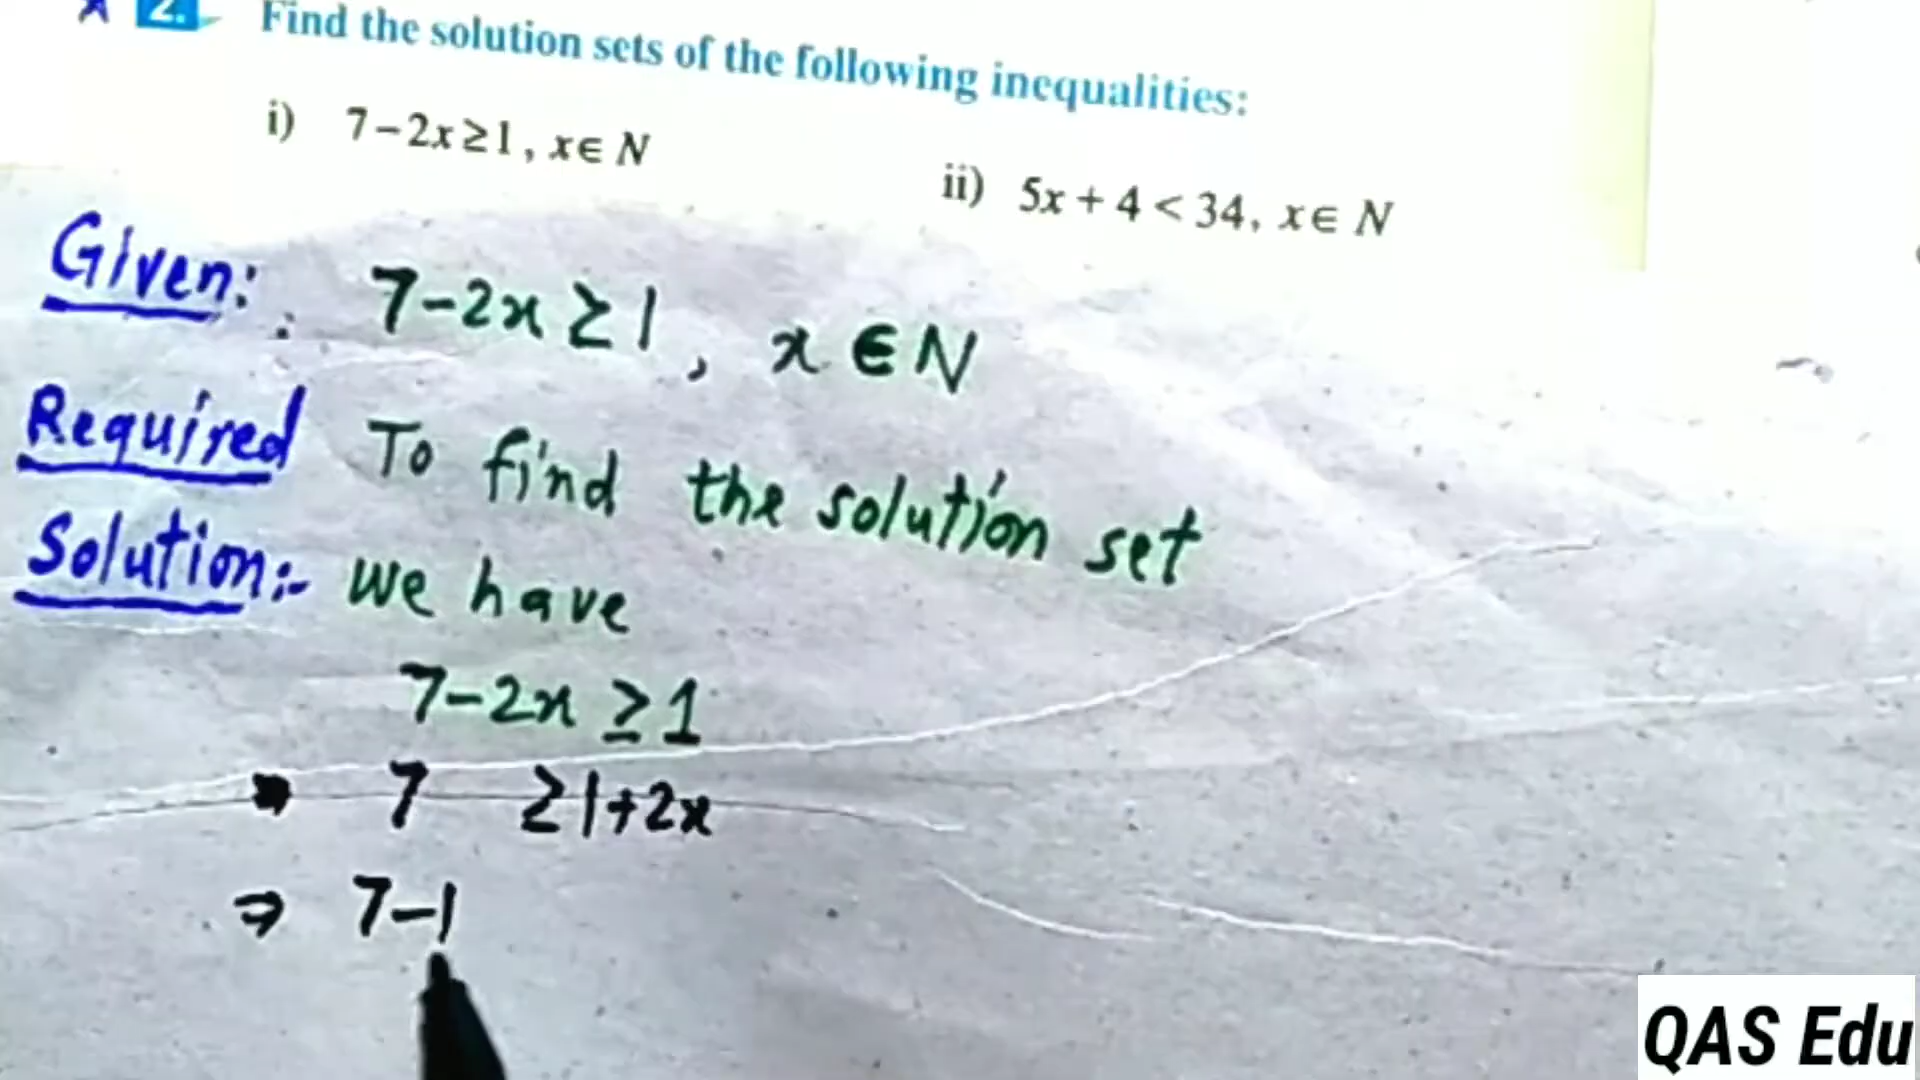 2. Find the solution sets of the following inequalities:
i) 7-2x≥1, x∈ N
ii) 5x + 4 < 34, x∈ N
Given: 7-2x ≥ 1, x ∈ N
Required To find the solution set
Solution:- we have
7-2x ≥ 1
⇒ 7 ≥ 1+2x
⇒ 7-1
QAS Edu